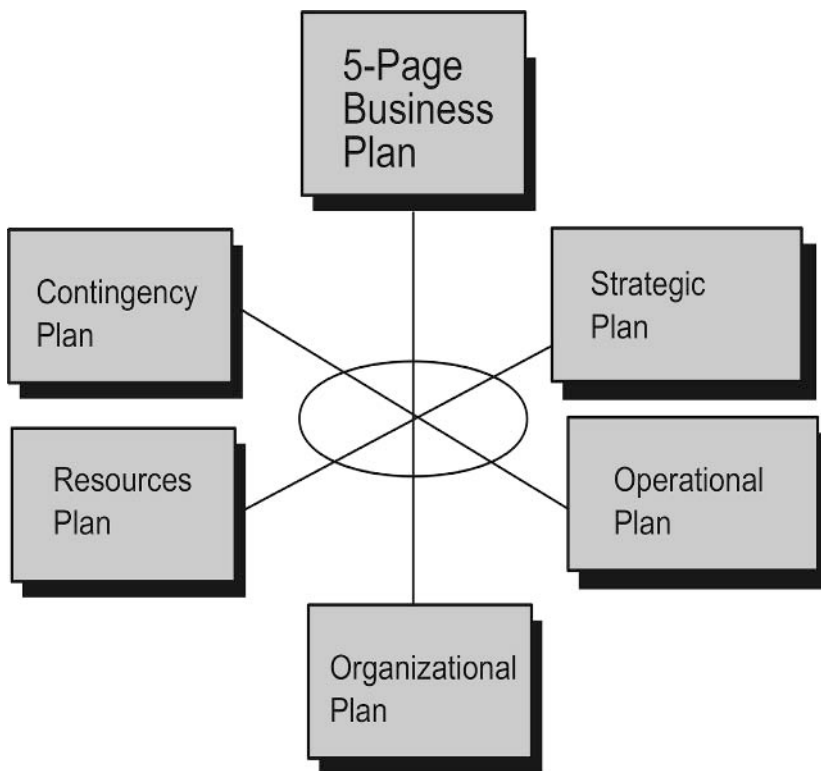 5-Page
Business
Plan
Contingency
Plan
Strategic
Plan
Resources
Plan
Operational
Plan
Organizational
Plan